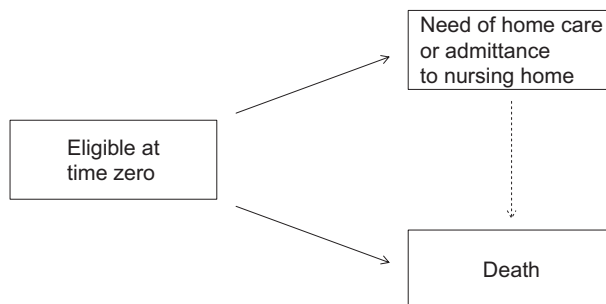 Need of home care
or admittance
to nursing home
Eligible at
time zero
Death